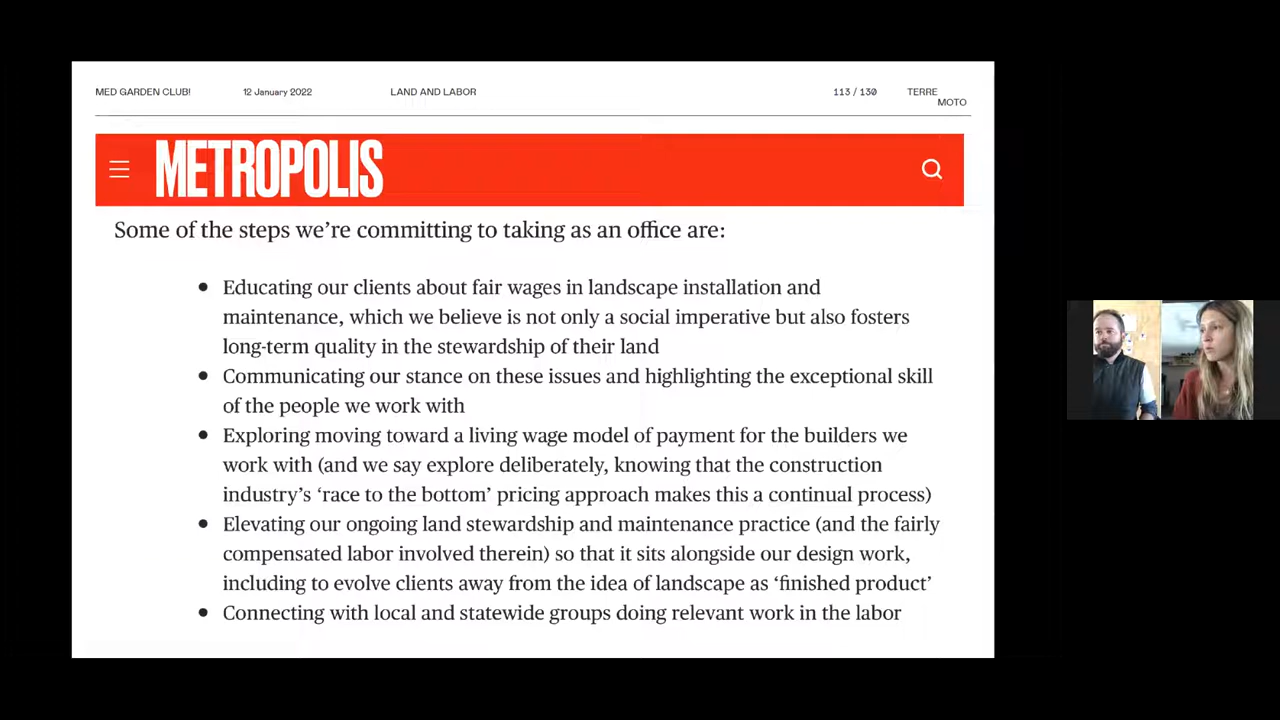 MED GARDEN CLUB! 12 January 2022 LAND AND LABOR 113 / 130 TERRE
MOTO
METROPOLIS
Some of the steps we’re committing to taking as an office are:
● Educating our clients about fair wages in landscape installation and
maintenance, which we believe is not only a social imperative but also fosters
long-term quality in the stewardship of their land
● Communicating our stance on these issues and highlighting the exceptional skill
of the people we work with
● Exploring moving toward a living wage model of payment for the builders we
work with (and we say explore deliberately, knowing that the construction
industry’s ‘race to the bottom’ pricing approach makes this a continual process)
● Elevating our ongoing land stewardship and maintenance practice (and the fairly
compensated labor involved therein) so that it sits alongside our design work,
including to evolve clients away from the idea of landscape as ‘finished product’
● Connecting with local and statewide groups doing relevant work in the labor